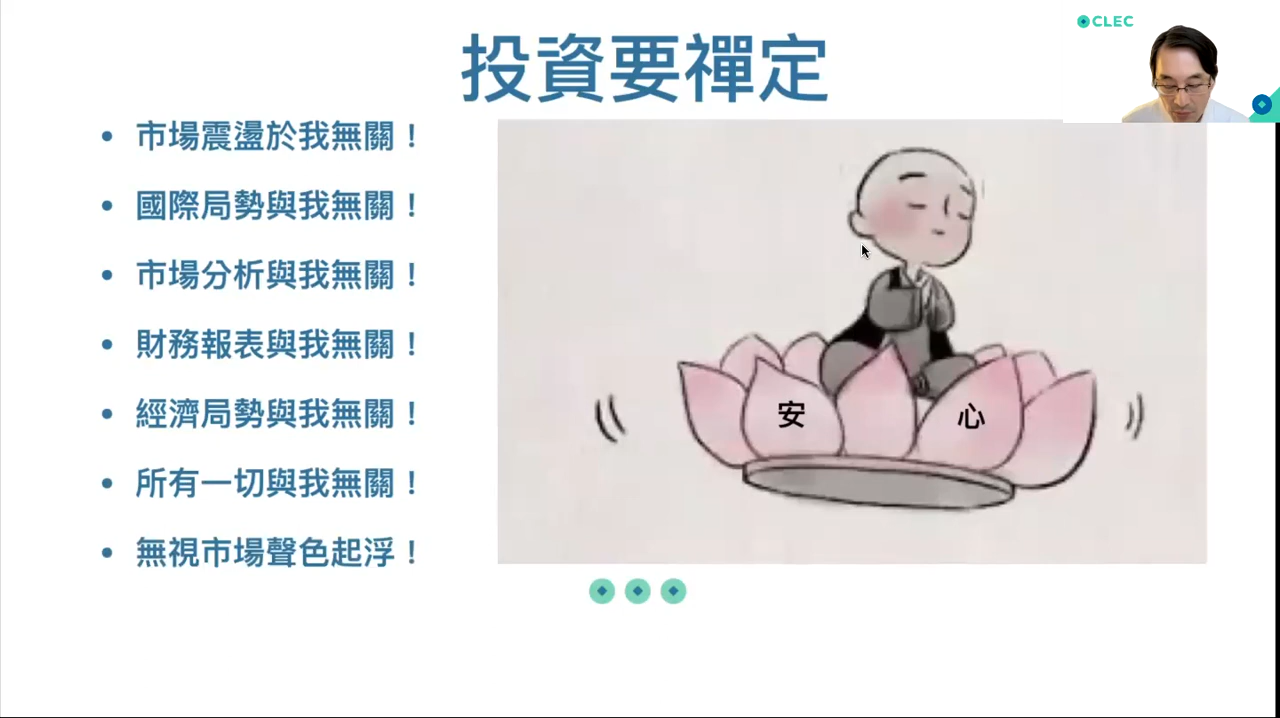 CLEC
投資要禪定
• 市場震盪於我無關！
• 國際局勢與我無關！
• 市場分析與我無關！
• 財務報表與我無關！
• 經濟局勢與我無關！
• 所有一切與我無關！
• 無視市場聲色起浮！
安 心